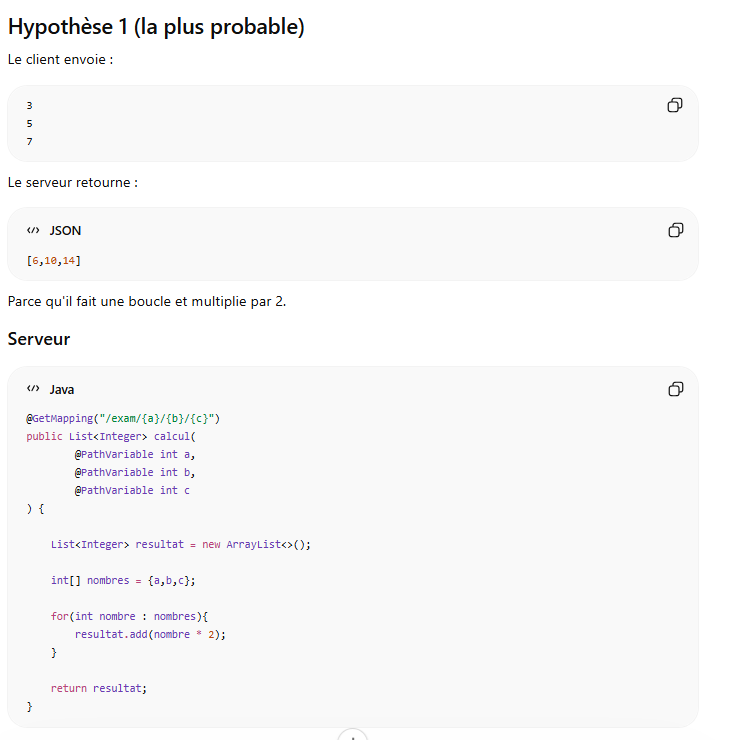 Hypothèse 1 (la plus probable)
Le client envoie :
3
5
7
Le serveur retourne :
JSON
[6,10,14]
Parce qu'il fait une boucle et multiplie par 2.
Serveur
Java
@GetMapping("/exam/{a}/{b}/{c}")
public List<Integer> calcul(
        @PathVariable int a,
        @PathVariable int b,
        @PathVariable int c
) {
    List<Integer> resultat = new ArrayList<>();
    int[] nombres = {a,b,c};
    for(int nombre : nombres){
        resultat.add(nombre * 2);
    }
    return resultat;
}